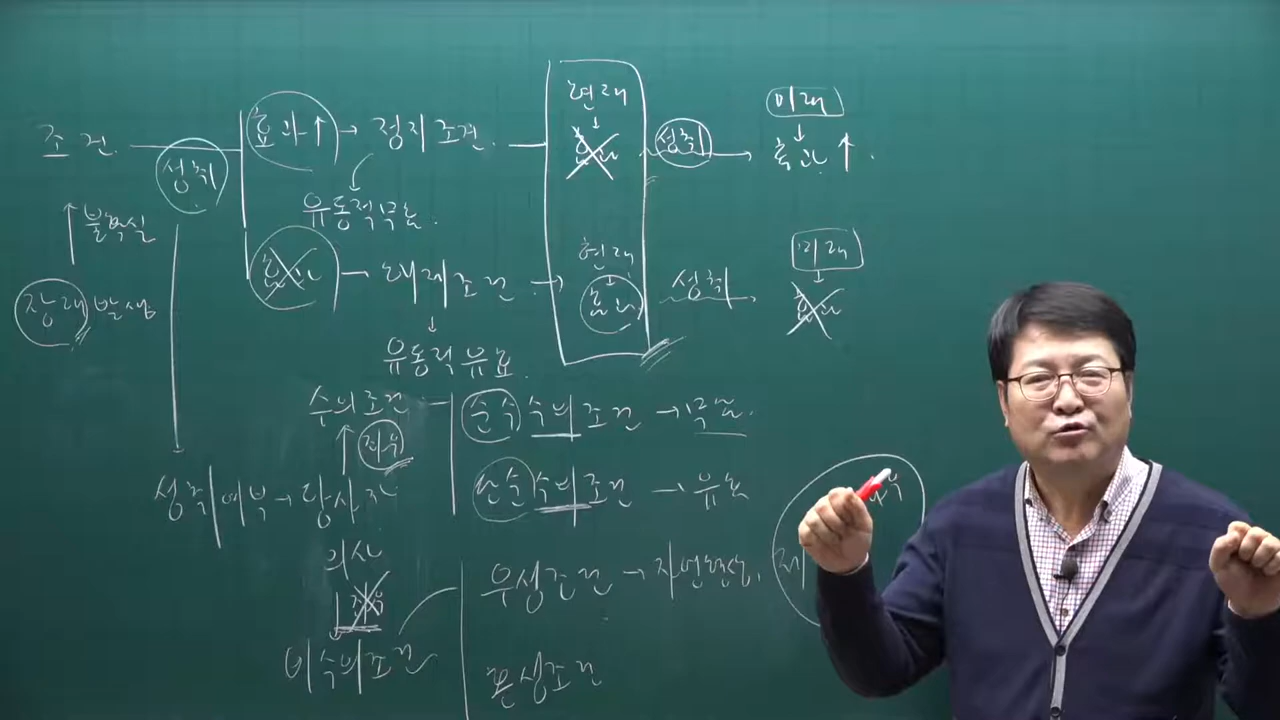 조건
성취
효과↑ → 정지조건
현재
효과
성취
미래
효과↑.
유동적무효.
불확실
장래발생
효과
→ 해제조건 →
현재
효과
성취
미래
효과
유동적 유효.
수의조건
좌우
순수수의조건 → 무효.
단순수의조건 → 유효
성취여부 → 당사자
의사
좌우
비수의조건
우성조건 → 자연현상.
혼성조건